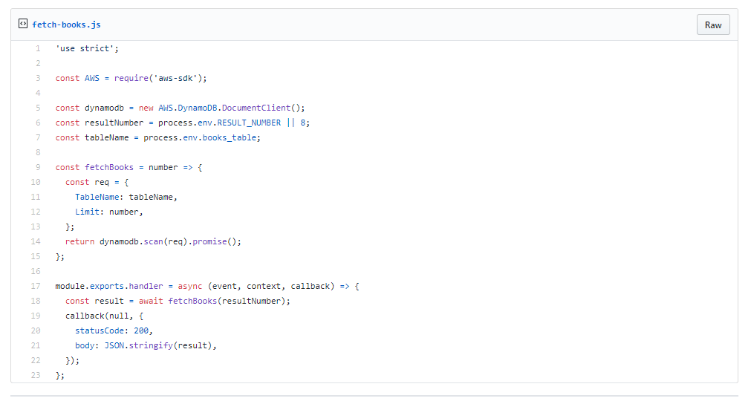 fetch-books.js
Raw
1 'use strict';
2
3 const AWS = require('aws-sdk');
4
5 const dynamodb = new AWS.DynamoDB.DocumentClient();
6 const resultNumber = process.env.RESULT_NUMBER || 8;
7 const tableName = process.env.books_table;
8
9 const fetchBooks = number => {
10 const req = {
11 TableName: tableName,
12 Limit: number,
13 };
14 return dynamodb.scan(req).promise();
15 };
16
17 module.exports.handler = async (event, context, callback) => {
18 const result = await fetchBooks(resultNumber);
19 callback(null, {
20 statusCode: 200,
21 body: JSON.stringify(result),
22 });
23 };